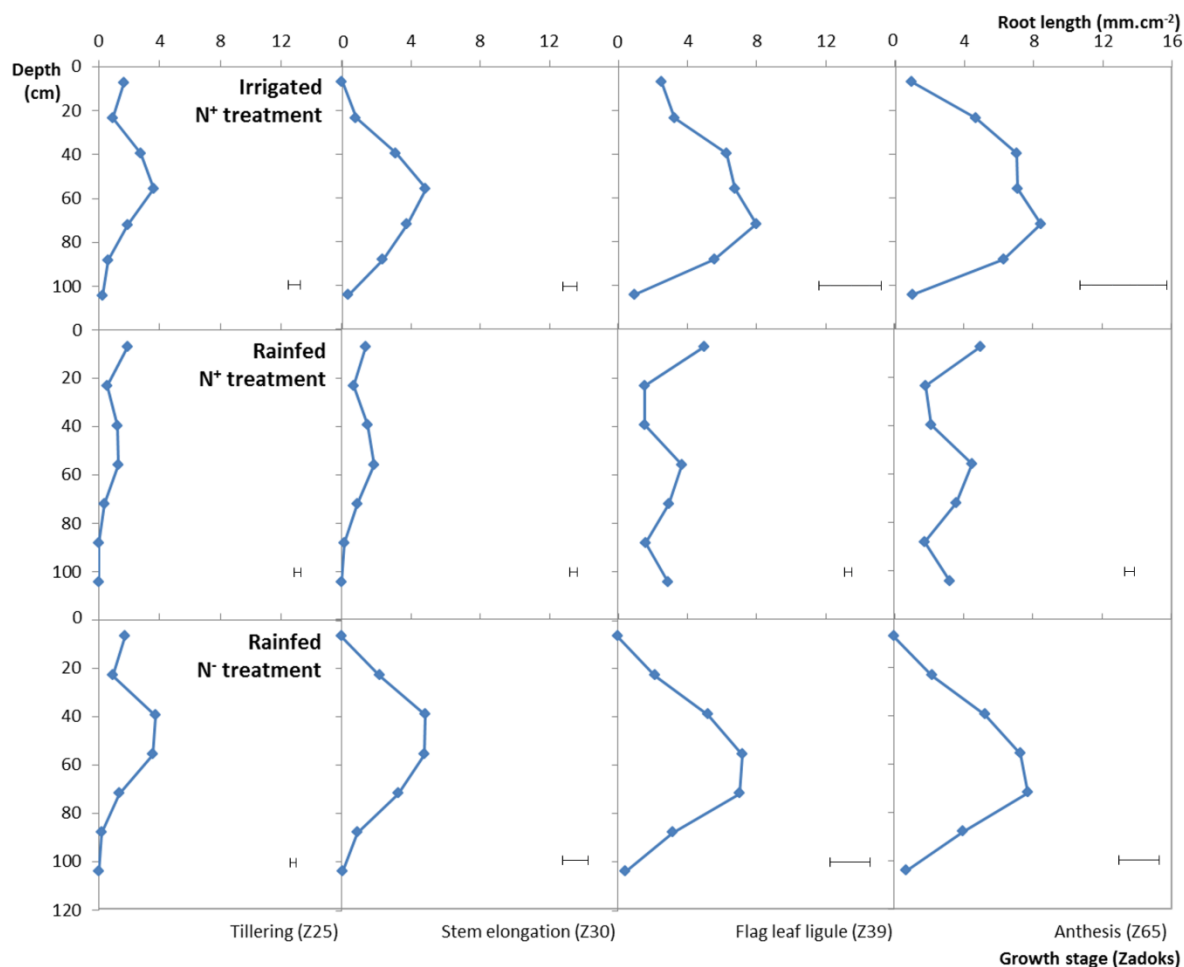 Root length (mm.cm-2)
0 4 8 12 0 4 8 12 0 4 8 12 0 4 8 12 16
Depth
(cm)
0
20
40
60
80
100
Irrigated
N+ treatment
0
20
40
60
80
100
Rainfed
N+ treatment
0
20
40
60
80
100
120
Rainfed
N- treatment
Tillering (Z25) Stem elongation (Z30) Flag leaf ligule (Z39) Anthesis (Z65)
Growth stage (Zadoks)